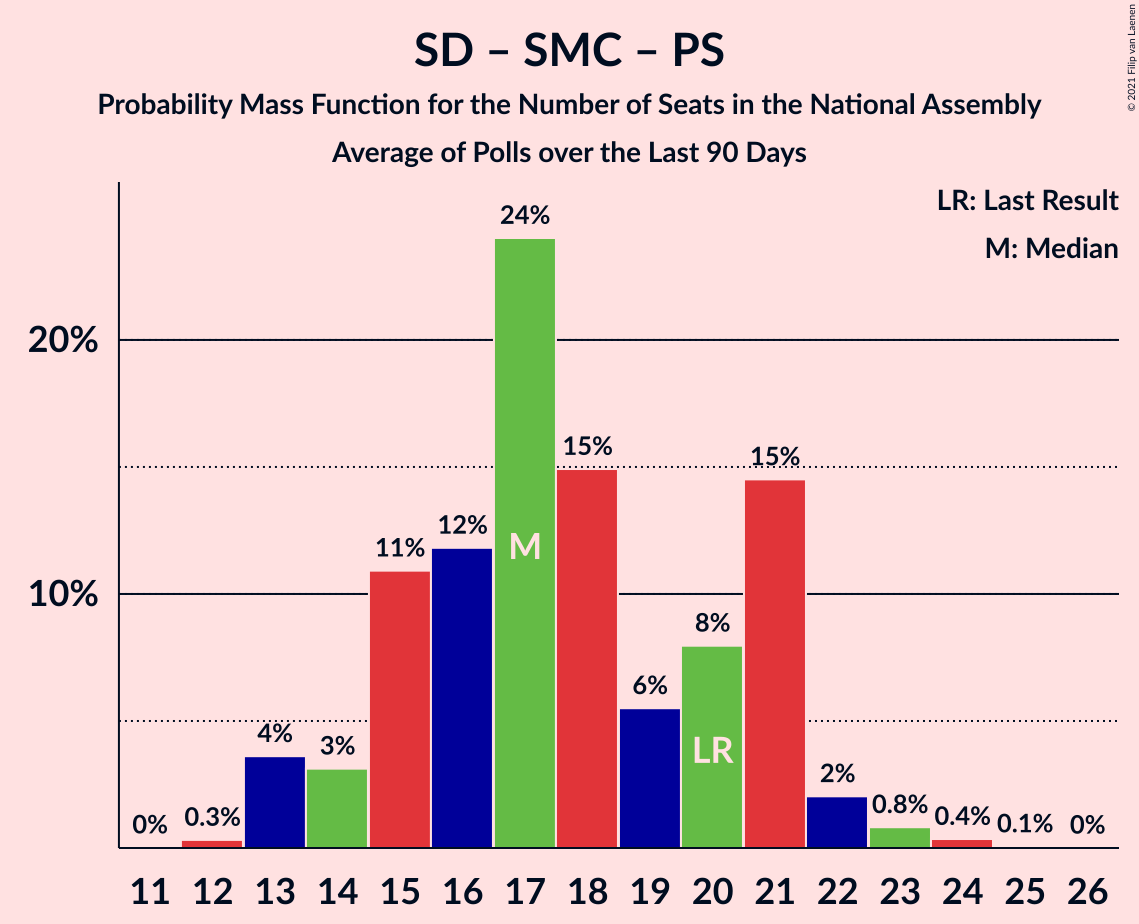 SD – SMC – PS
Probability Mass Function for the Number of Seats in the National Assembly
Average of Polls over the Last 90 Days
© 2021 Filip van Laenen
LR: Last Result
M: Median
20%
10%
0%
0.3%
4%
3%
11%
12%
24%
15%
6%
8%
15%
2%
0.8%
0.4%
0.1%
0%
M
LR
11 12 13 14 15 16 17 18 19 20 21 22 23 24 25 26